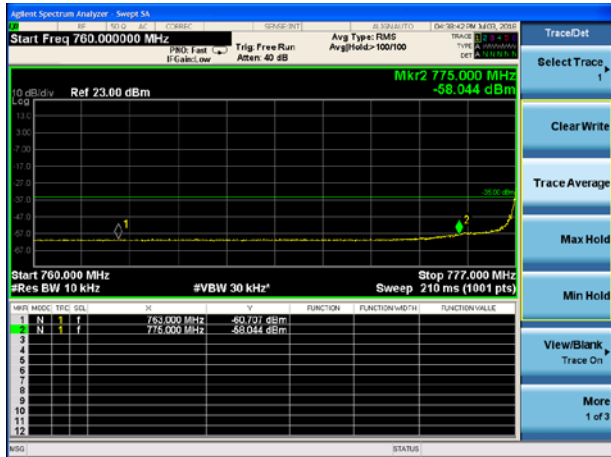 Agilent Spectrum Analyzer - Swept SA
RF 50 Ω AC CORREC SENSE:INT ALIGNAUTO 04:38:42 PM Jul 03, 2018
Start Freq 760.000000 MHz
PNO: Fast
IFGain:Low
Trig: Free Run
Atten: 40 dB
Avg Type: RMS
Avg|Hold:>100/100
TRACE 1 2 3 4 5 6
TYPE
DET A N N N N N
Mkr2 775.000 MHz
-58.044 dBm
10 dB/div Ref 23.00 dBm
Log
13.0
3.00
-7.00
-17.0
-27.0
-37.0
-47.0
-57.0
-67.0
-35.00 dBm
1
2
Start 760.000 MHz
Stop 777.000 MHz
#Res BW 10 kHz
#VBW 30 kHz*
Sweep 210 ms (1001 pts)
MKR MODE TRC SCL X Y FUNCTION FUNCTION WIDTH FUNCTION VALUE
1 N 1 f 763.000 MHz -60.707 dBm
2 N 1 f 775.000 MHz -58.044 dBm
3
4
5
6
7
8
9
10
11
12
MSG
STATUS
Trace/Det
Select Trace
1
Clear Write
Trace Average
Max Hold
Min Hold
View/Blank
Trace On
More
1 of 3